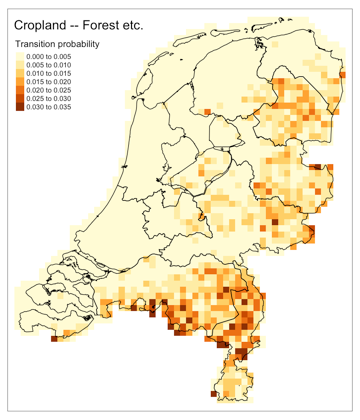 Cropland -- Forest etc.
Transition probability
0.000 to 0.005
0.005 to 0.010
0.010 to 0.015
0.015 to 0.020
0.020 to 0.025
0.025 to 0.030
0.030 to 0.035